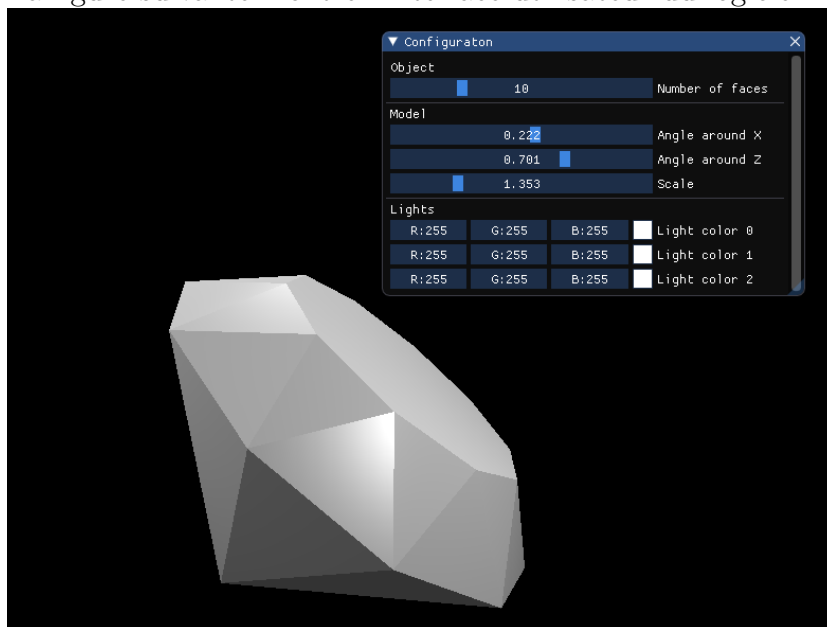 Configuraton
Object
10 Number of faces
Model
0.222 Angle around X
0.701 Angle around Z
1.353 Scale
Lights
R:255 G:255 B:255 Light color 0
R:255 G:255 B:255 Light color 1
R:255 G:255 B:255 Light color 2